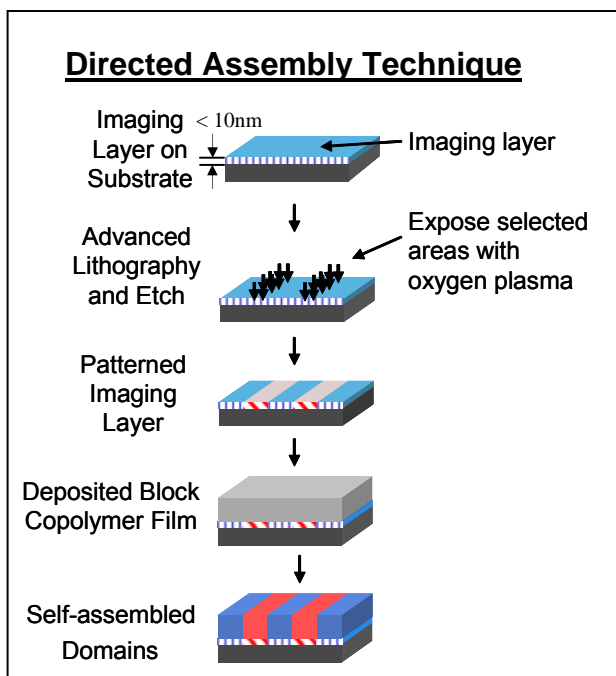 Directed Assembly Technique
Imaging
Layer on
Substrate
< 10nm
Imaging layer
Advanced
Lithography
and Etch
Expose selected
areas with
oxygen plasma
Patterned
Imaging
Layer
Deposited Block
Copolymer Film
Self-assembled
Domains